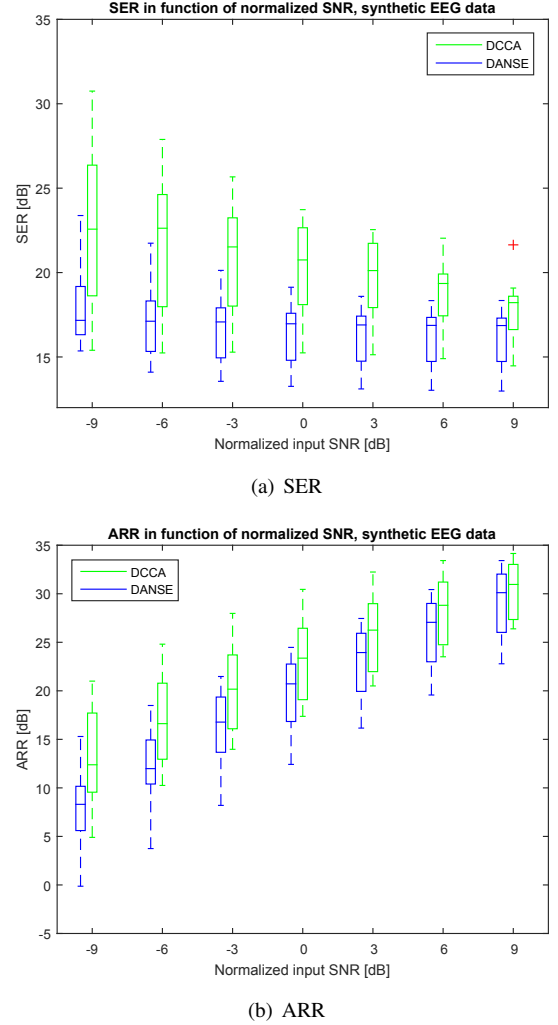 SER in function of normalized SNR, synthetic EEG data
35
DCCA
DANSE
30
25
20
15
SER [dB]
-9 -6 -3 0 3 6 9
Normalized input SNR [dB]
(a) SER
ARR in function of normalized SNR, synthetic EEG data
35
DCCA
DANSE
30
25
20
15
10
5
0
-5
ARR [dB]
-9 -6 -3 0 3 6 9
Normalized input SNR [dB]
(b) ARR